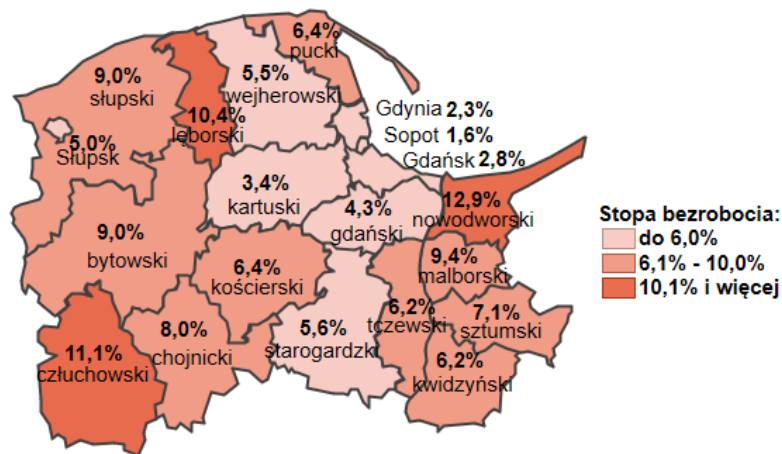 6,4%
pucki
9,0%
słupski
5,5%
wejherowski
10,4%
lęborski
Gdynia 2,3%
Sopot 1,6%
Gdańsk 2,8%
5,0%
Słupsk
3,4%
kartuski
4,3%
gdański
12,9%
nowodworski
9,0%
bytowski
6,4%
kościerski
9,4%
malborski
11,1%
człuchowski
8,0%
chojnicki
5,6%
starogardzki
6,2%
tczewski
7,1%
sztumski
6,2%
kwidzyński
Stopa bezrobocia:
do 6,0%
6,1% - 10,0%
10,1% i więcej